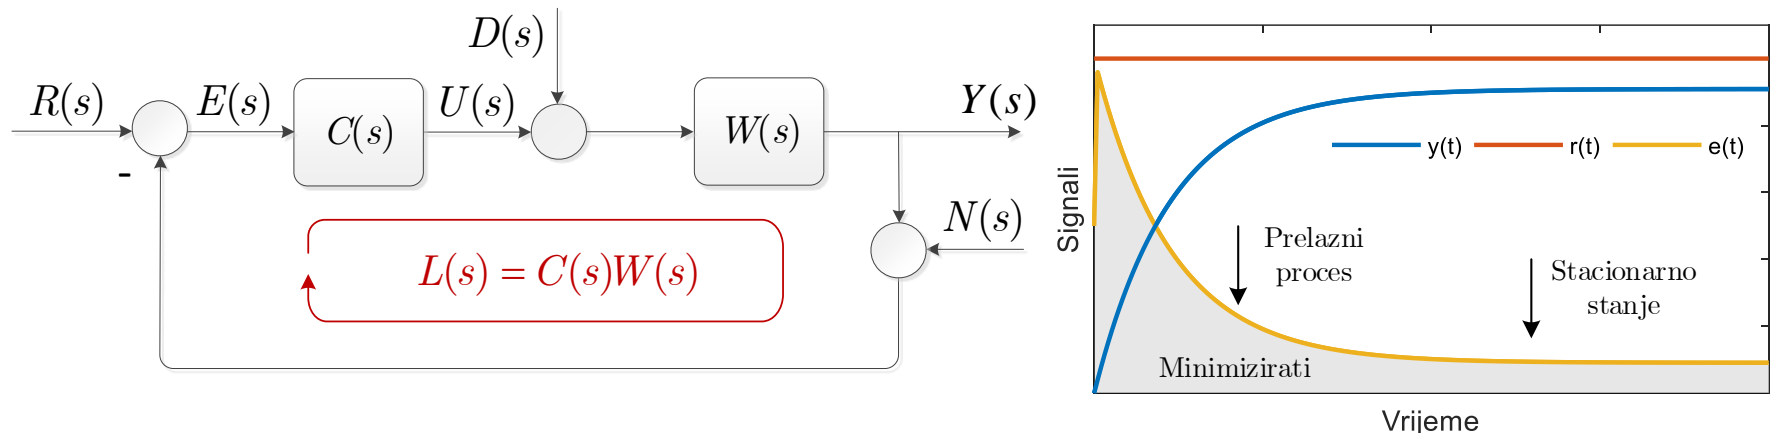 D(s)
R(s)
E(s)
C(s)
U(s)
W(s)
Y(s)
-
N(s)
L(s) = C(s)W(s)
y(t)
r(t)
e(t)
Signali
Prelazni
proces
Stacionarno
stanje
Minimizirati
Vrijeme